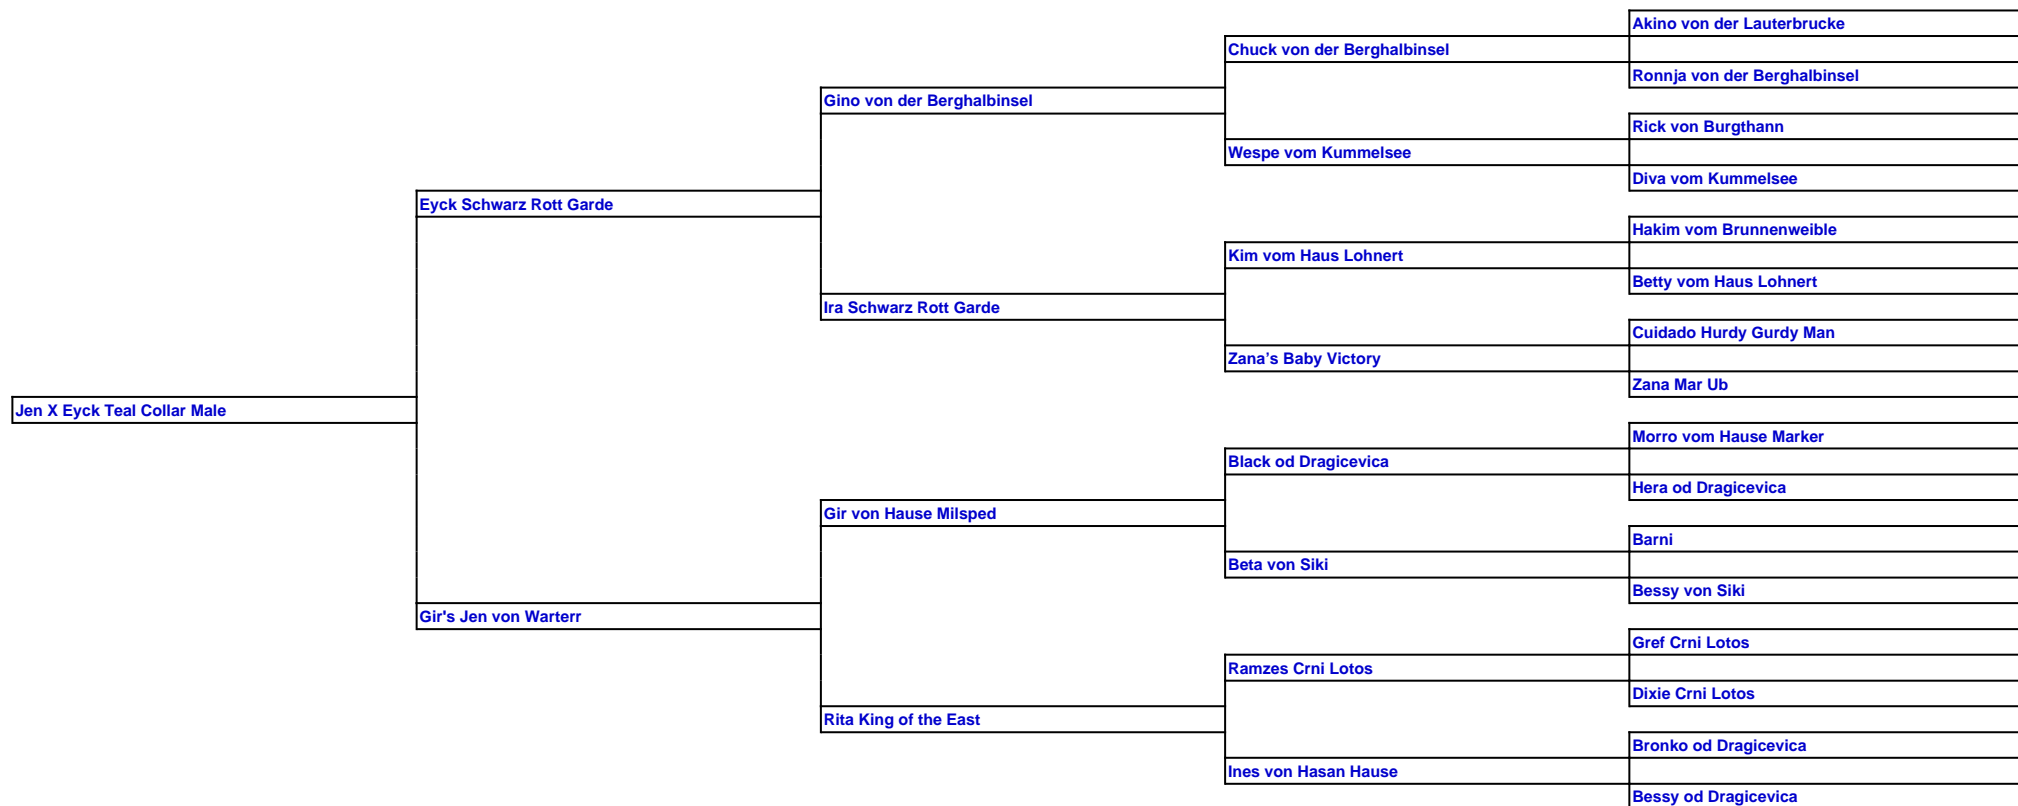 Akino von der Lauterbrucke
Chuck von der Berghalbinsel
Ronnja von der Berghalbinsel
Gino von der Berghalbinsel
Rick von Burgthann
Wespe vom Kummelsee
Diva vom Kummelsee
Eyck Schwarz Rott Garde
Hakim vom Brunnenweible
Kim vom Haus Lohnert
Betty vom Haus Lohnert
Ira Schwarz Rott Garde
Cuidado Hurdy Gurdy Man
Zana’s Baby Victory
Zana Mar Ub
Jen X Eyck Teal Collar Male
Morro vom Hause Marker
Black od Dragicevica
Hera od Dragicevica
Gir von Hause Milsped
Barni
Beta von Siki
Bessy von Siki
Gir's Jen von Warterr
Gref Crni Lotos
Ramzes Crni Lotos
Dixie Crni Lotos
Rita King of the East
Bronko od Dragicevica
Ines von Hasan Hause
Bessy od Dragicevica